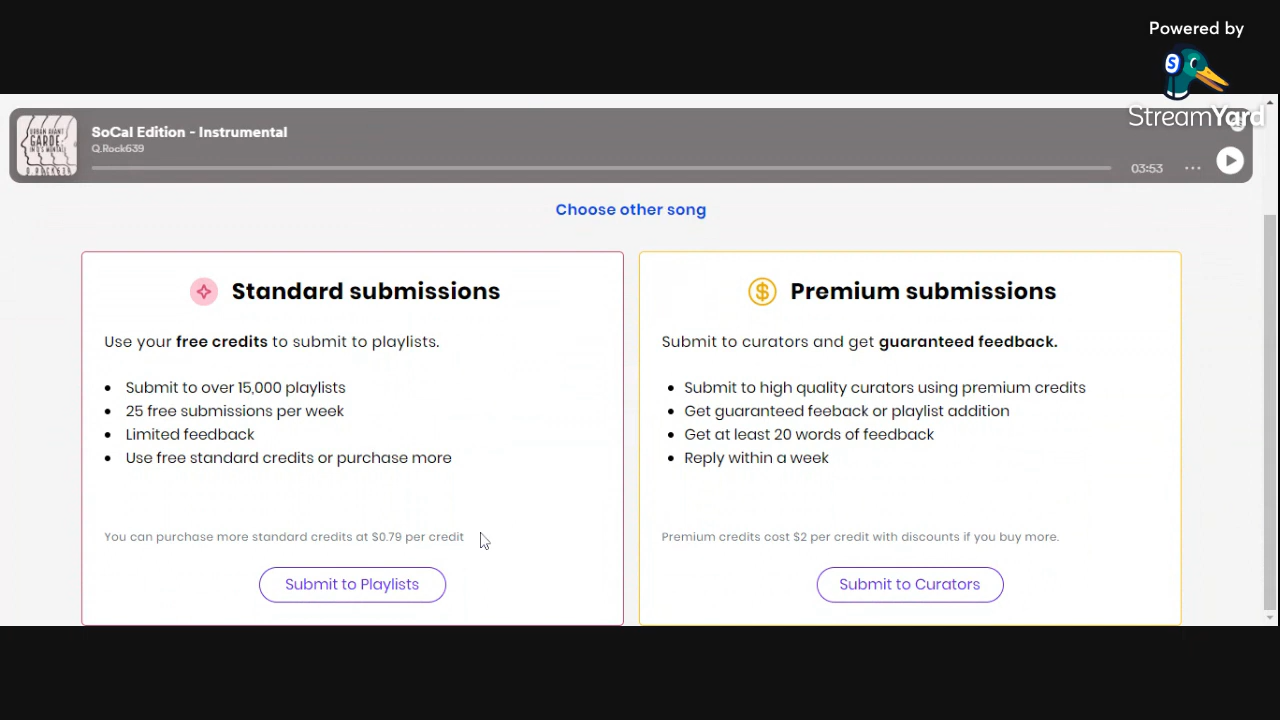 Powered by
StreamYard
SoCal Edition - Instrumental
Q.Rock639
03:53
Choose other song
Standard submissions
Use your free credits to submit to playlists.
Submit to over 15,000 playlists
25 free submissions per week
Limited feedback
Use free standard credits or purchase more
You can purchase more standard credits at $0.79 per credit
Submit to Playlists
Premium submissions
Submit to curators and get guaranteed feedback.
Submit to high quality curators using premium credits
Get guaranteed feeback or playlist addition
Get at least 20 words of feedback
Reply within a week
Premium credits cost $2 per credit with discounts if you buy more.
Submit to Curators